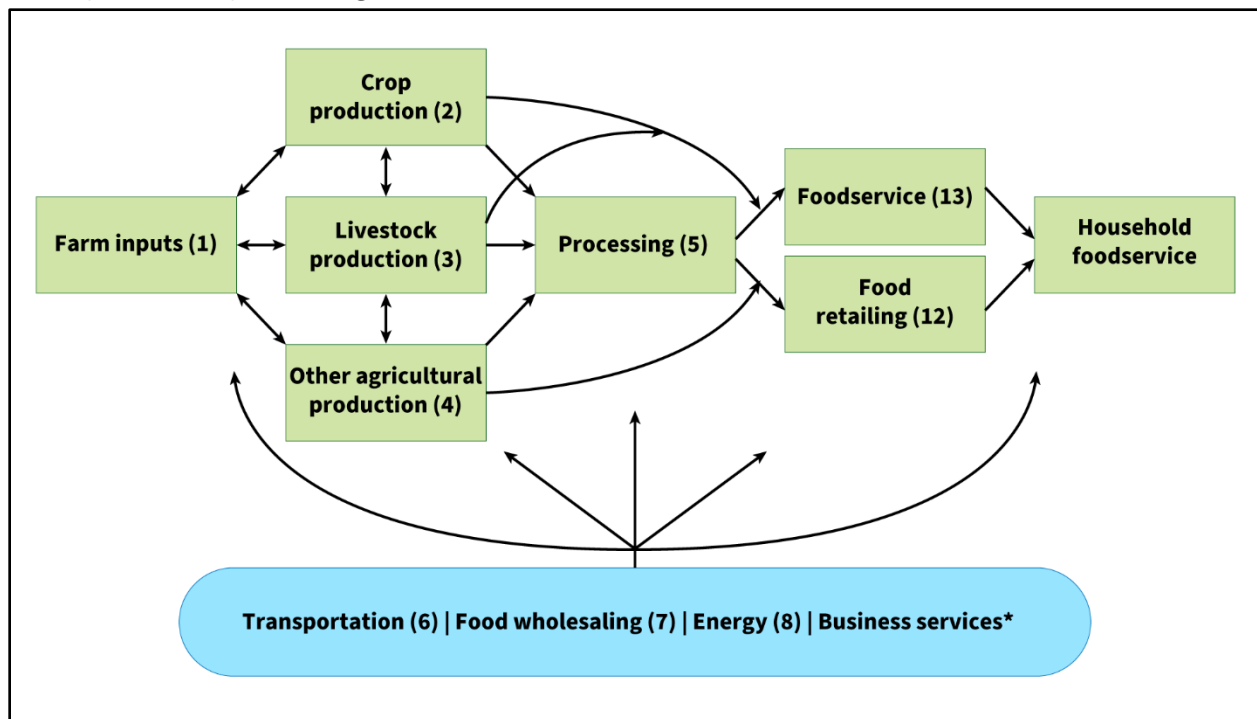 Crop
production (2)
Farm inputs (1)
Livestock
production (3)
Processing (5)
Foodservice (13)
Household
foodservice
Food
retailing (12)
Other agricultural
production (4)
Transportation (6) | Food wholesaling (7) | Energy (8) | Business services*